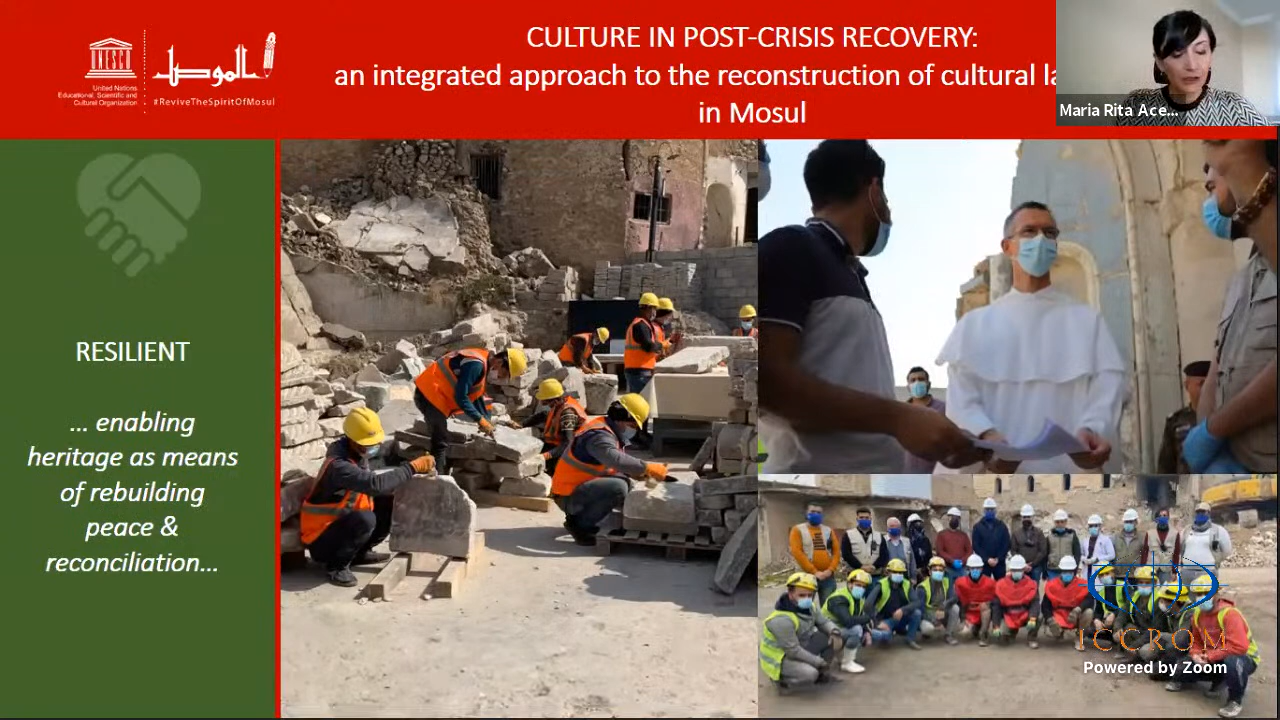 CULTURE IN POST-CRISIS RECOVERY:
an integrated approach to the reconstruction of cultural la
in Mosul
UNESCO
United Nations
Educational, Scientific and
Cultural Organization
الموصل
#ReviveTheSpiritOfMosul
Maria Rita Ace...
RESILIENT
... enabling
heritage as means
of rebuilding
peace &
reconciliation...
ICCROM
Powered by Zoom